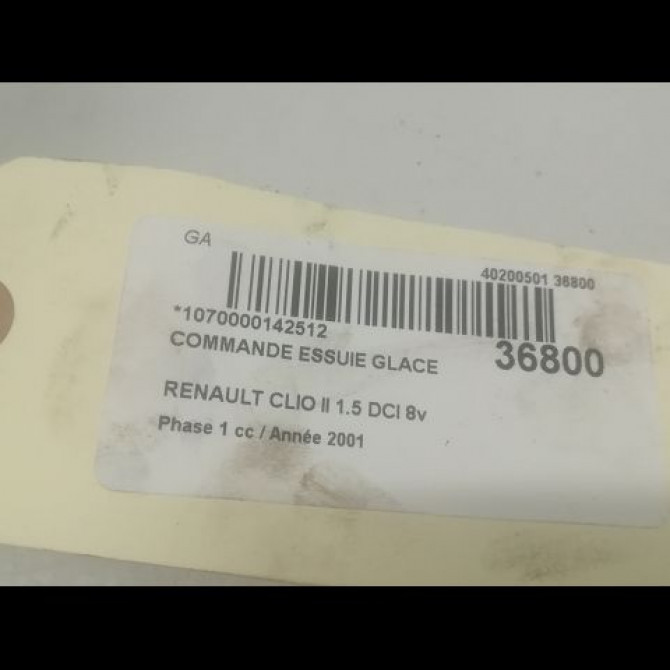 GA
40200501 36800
*1070000142512
36800
COMMANDE ESSUIE GLACE
RENAULT CLIO II 1.5 DCI 8v
Phase 1 cc / Année 2001